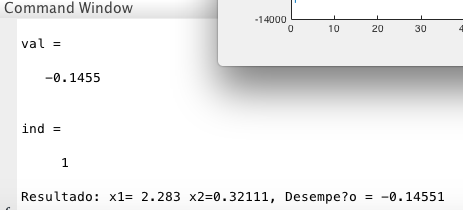 Command Window
val =
-0.1455
ind =
1
Resultado: x1= 2.283 x2=0.32111, Desempe?o = -0.14551
-14000
0 10 20 30